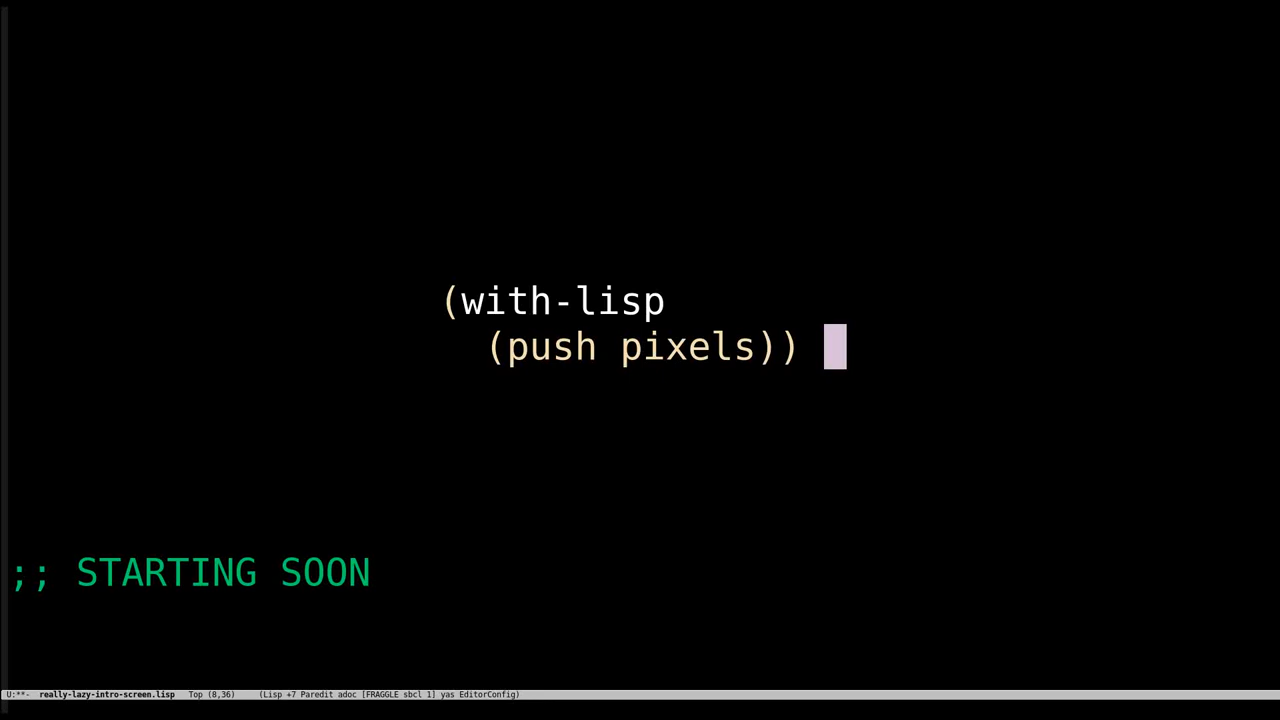 (with-lisp
(push pixels))
;; STARTING SOON
U:**-  really-lazy-intro-screen.lisp   Top (8,36)     (Lisp +7 Paredit adoc [FRAGGLE sbcl 1] yas EditorConfig)